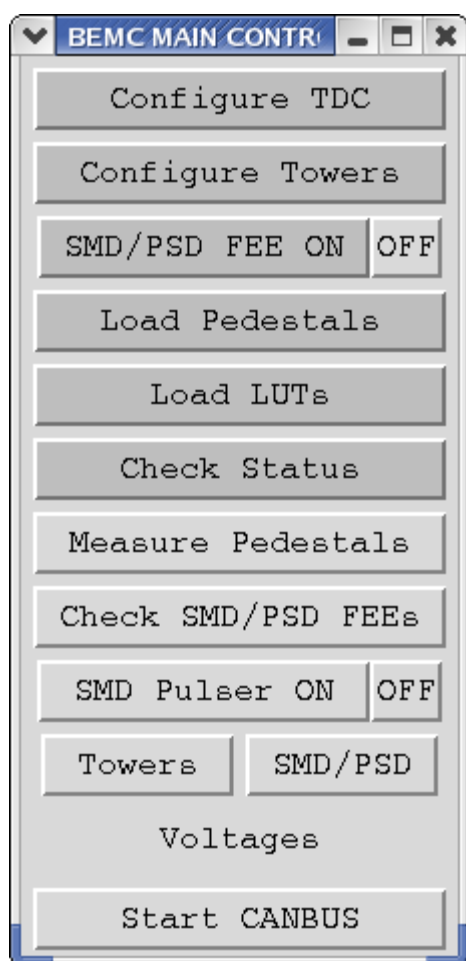 BEMC MAIN CONTR
Configure TDC
Configure Towers
SMD/PSD FEE ON OFF
Load Pedestals
Load LUTs
Check Status
Measure Pedestals
Check SMD/PSD FEEs
SMD Pulser ON OFF
Towers SMD/PSD
Voltages
Start CANBUS